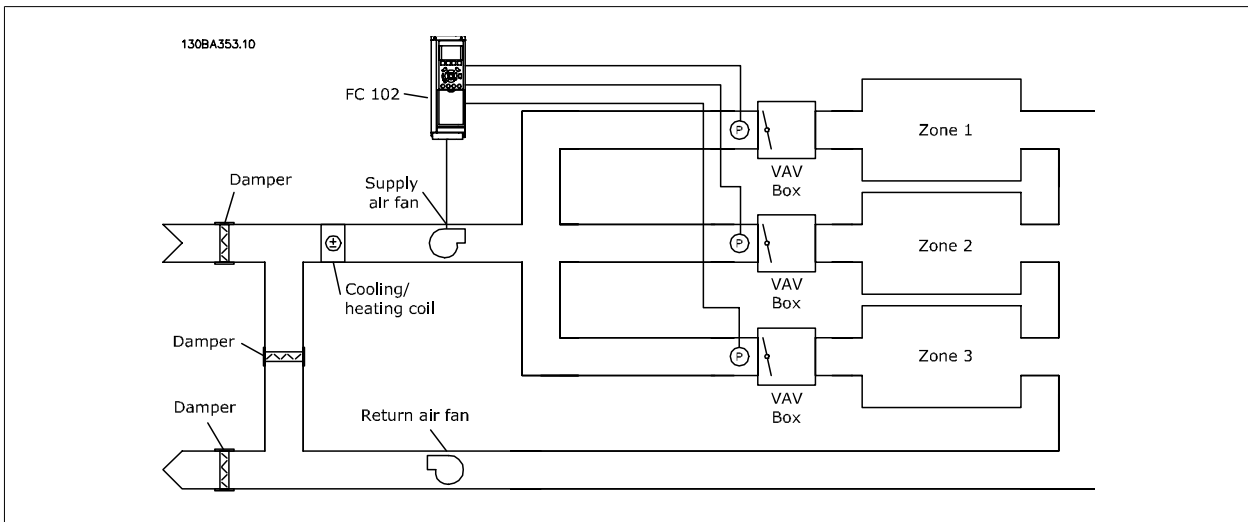 130BA353.10
FC 102
Damper
Supply
air fan
Cooling/
heating coil
Damper
Damper
Return air fan
P
VAV
Box
Zone 1
P
VAV
Box
Zone 2
P
VAV
Box
Zone 3